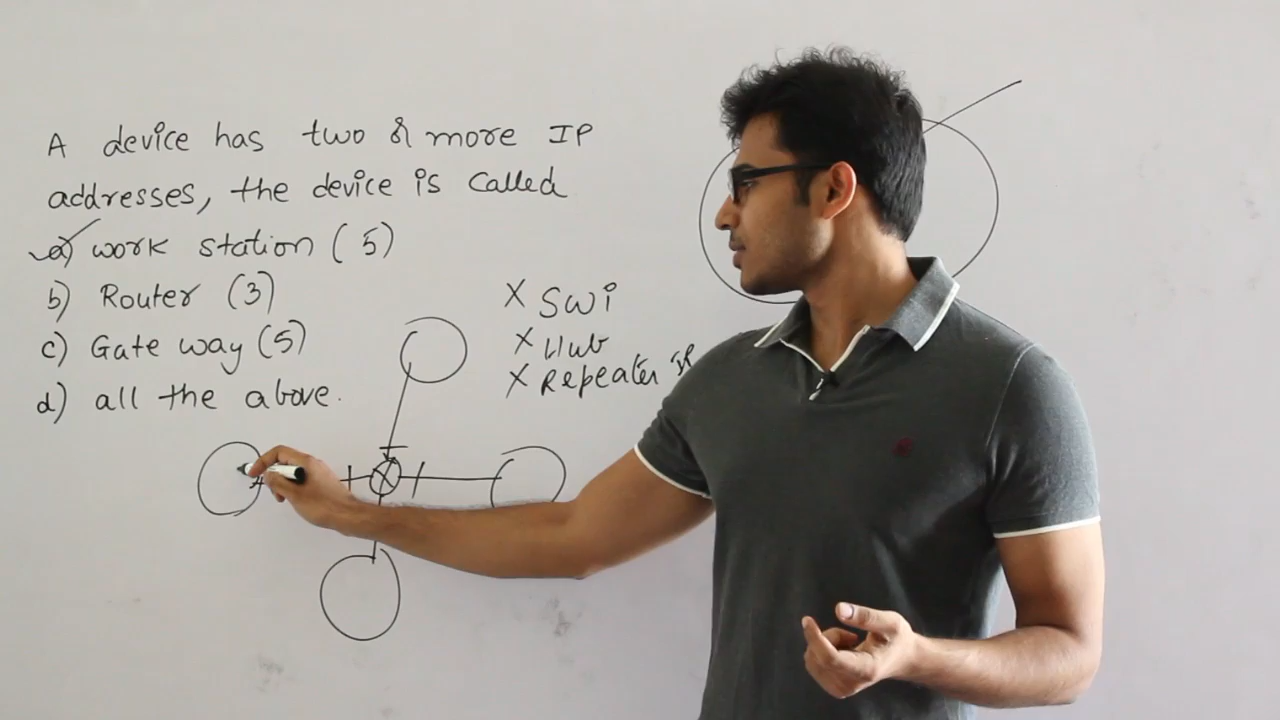 A device has two & more IP
addresses, the device is called
a) work station (5)
b) Router (3)
c) Gate way (5)
d) all the above.
X Swi
X Hub
X Repeater